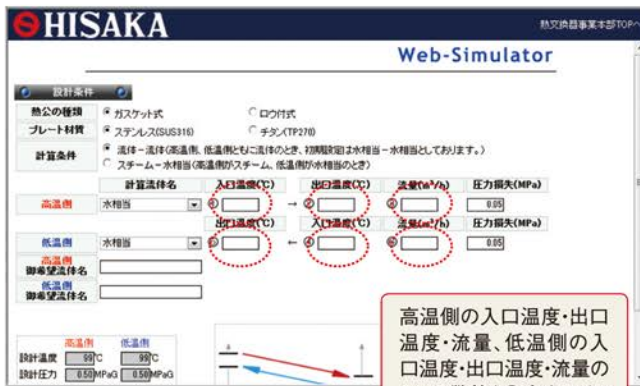 HISAKA
熱交換器事業本部TOPへ
Web-Simulator
設計条件
熱公の種類 ガスケット式 ロウ付式
プレート材質 ステンレス(SUS316) チタン(TP270)
計算条件 流体-流体(高温側、低温側ともに流体のとき、初期設定は水相当-水相当としております。)
スチーム-水相当(高温側がスチーム、低温側が水相当のとき)
計算流体名 入口温度(℃) 出口温度(℃) 流量(m³/h) 圧力損失(MPa)
高温側 水相当 ① → ② ③ 0.05
出口温度(℃) 入口温度(℃) 流量(m³/h) 圧力損失(MPa)
低温側 水相当 ← ④ 0.05
高温側
御希望流体名
低温側
御希望流体名
高温側 低温側
設計温度 99 ℃ 99 ℃
設計圧力 0.50 MPaG 0.50 MPaG
高温側の入口温度・出口
温度・流量、低温側の入
口温度・出口温度・流量の